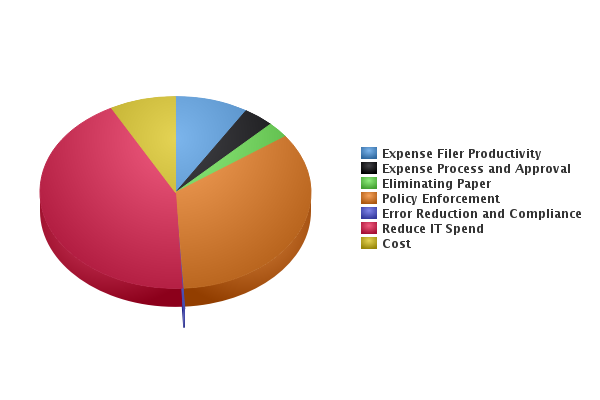 Expense Filer Productivity
Expense Process and Approval
Eliminating Paper
Policy Enforcement
Error Reduction and Compliance
Reduce IT Spend
Cost